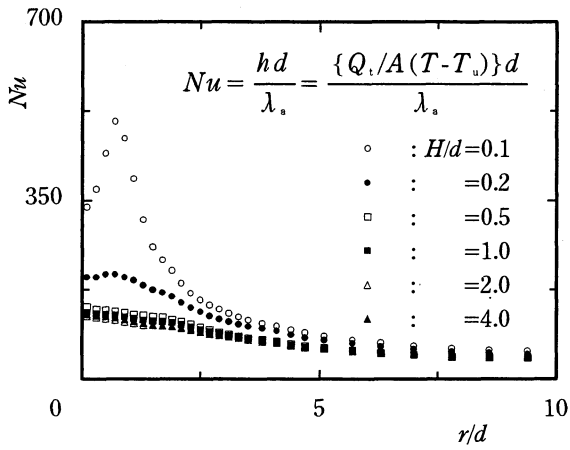 700
Nu
350
0
Nu = hd/λₐ = {Qₜ/A(T-Tᵤ)}d/λₐ
○ : H/d=0.1
● : =0.2
□ : =0.5
■ : =1.0
△ : =2.0
▲ : =4.0
5
10
r/d